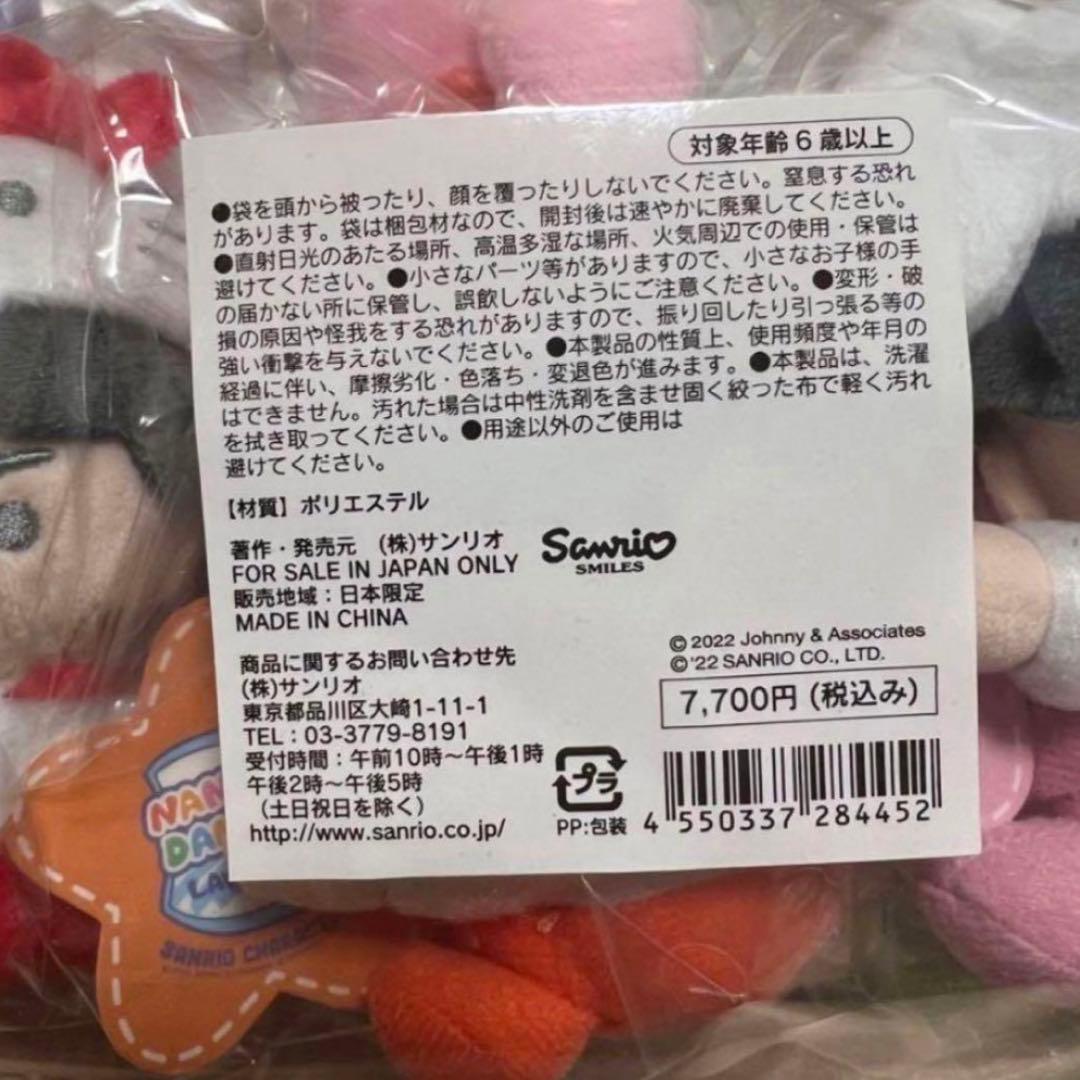 対象年齢6歳以上
●袋を頭から被ったり、顔を覆ったりしないでください。窒息する恐れ
があります。袋は梱包材なので、開封後は速やかに廃棄してください。
●直射日光のあたる場所、高温多湿な場所、火気周辺での使用・保管は
避けてください。●小さなパーツ等がありますので、小さなお子様の手
の届かない所に保管し、誤飲しないようにご注意ください。●変形・破
損の原因や怪我をする恐れがありますので、振り回したり引っ張る等の
強い衝撃を与えないでください。●本製品の性質上、使用頻度や年月の
経過に伴い、摩擦劣化・色落ち・変退色が進みます。●本製品は、洗濯
はできません。汚れた場合は中性洗剤を含ませ固く絞った布で軽く汚れ
を拭き取ってください。●用途以外のご使用は
避けてください。
【材質】ポリエステル
著作・発売元 (株)サンリオ
FOR SALE IN JAPAN ONLY
販売地域：日本限定
MADE IN CHINA
Sanrio
SMILES
商品に関するお問い合わせ先
(株)サンリオ
東京都品川区大崎1-11-1
TEL：03-3779-8191
受付時間：午前10時～午後1時
午後2時～午後5時
（土日祝日を除く）
http://www.sanrio.co.jp/
© 2022 Johnny & Associates
©'22 SANRIO CO., LTD.
7,700円（税込み）
プラ
PP:包装
4 550337 284452
SANRIO